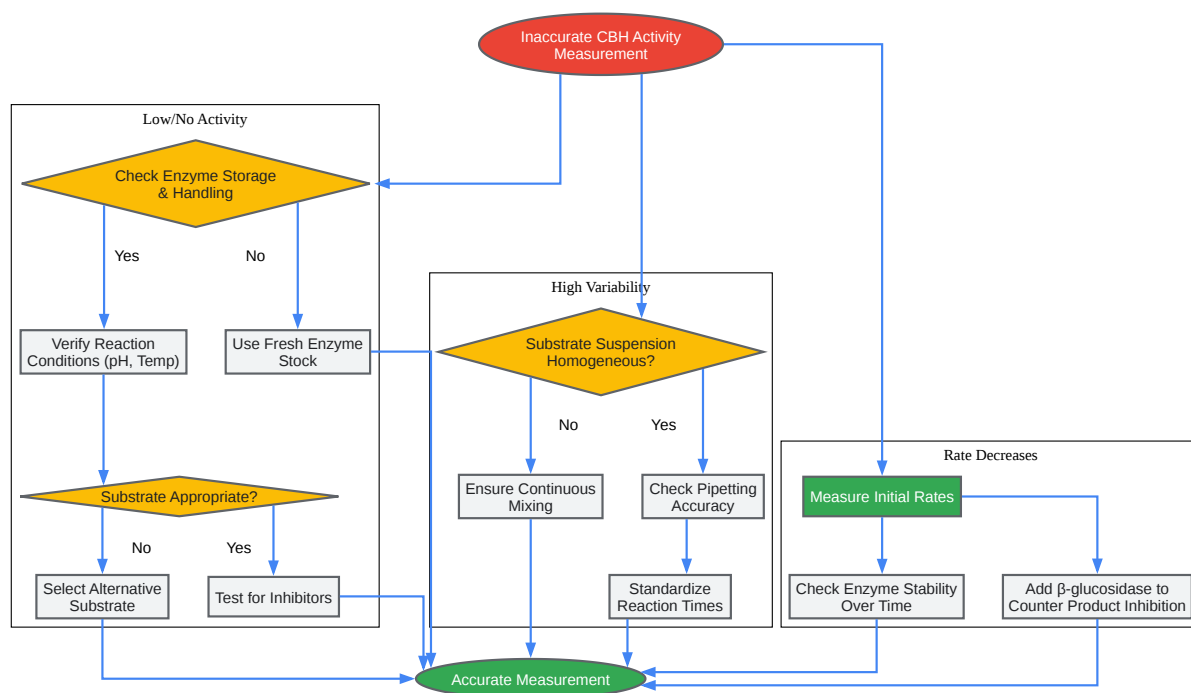 Inaccurate CBH Activity
Measurement
Low/No Activity
Check Enzyme Storage
& Handling
Yes
No
Verify Reaction
Conditions (pH, Temp)
Use Fresh Enzyme
Stock
Substrate Appropriate?
No
Yes
Select Alternative
Substrate
Test for Inhibitors
High Variability
Substrate Suspension
Homogeneous?
No
Yes
Ensure Continuous
Mixing
Check Pipetting
Accuracy
Standardize
Reaction Times
Rate Decreases
Measure Initial Rates
Check Enzyme Stability
Over Time
Add β-glucosidase to
Counter Product Inhibition
Accurate Measurement